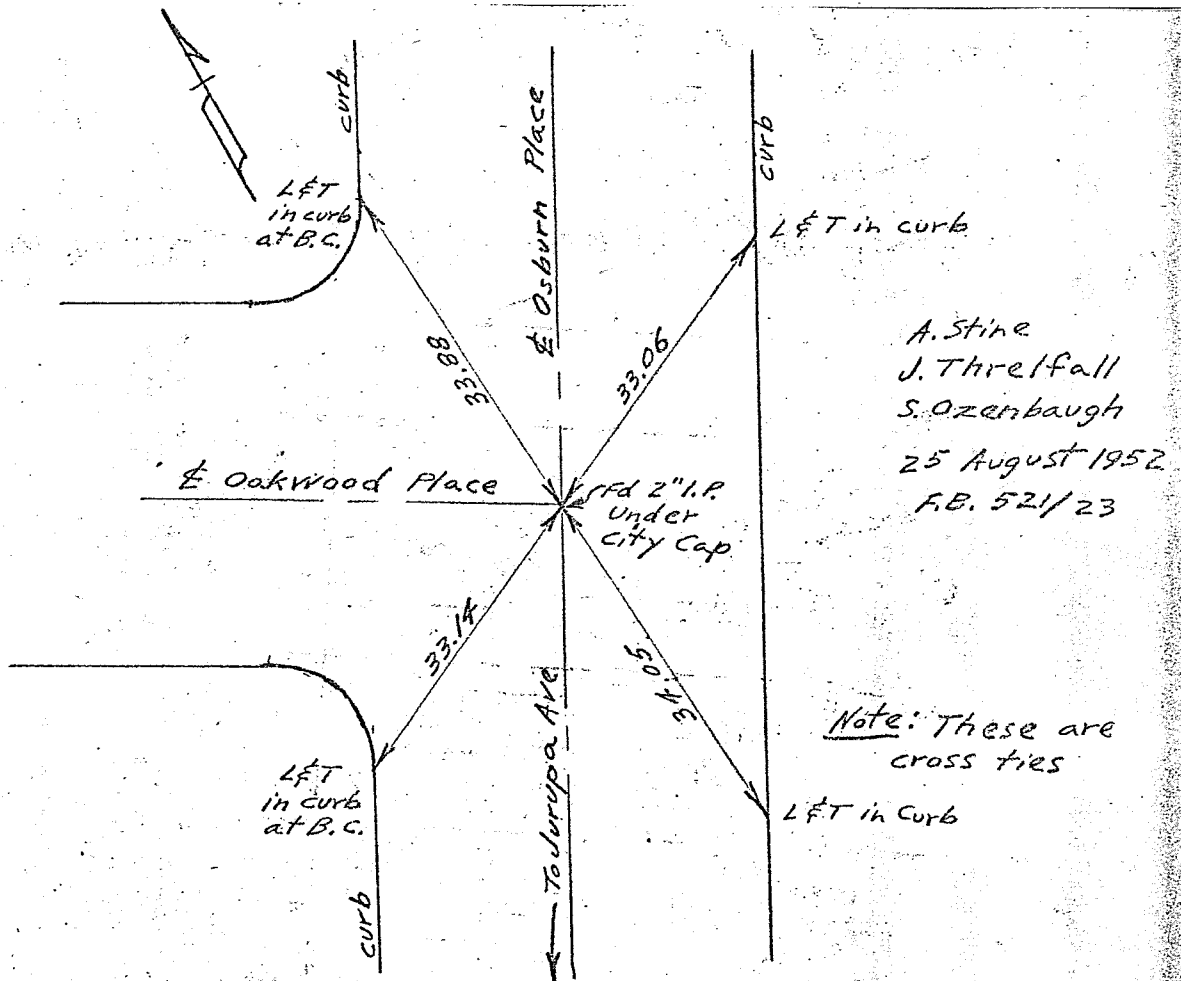 curb
℄ Osburn Place
curb
L&T
in curb
at B.C.
L&T in curb
33.88
33.06
A. Stine
J. Threlfall
S. Ozenbaugh
25 August 1952
F.B. 521/23
℄ Oakwood Place
Fd 2" I.P.
Under
City Cap
33.14
34.05
To Jurupa Ave
Note: These are
cross ties
L&T
in curb
at B.C.
L&T in Curb
curb